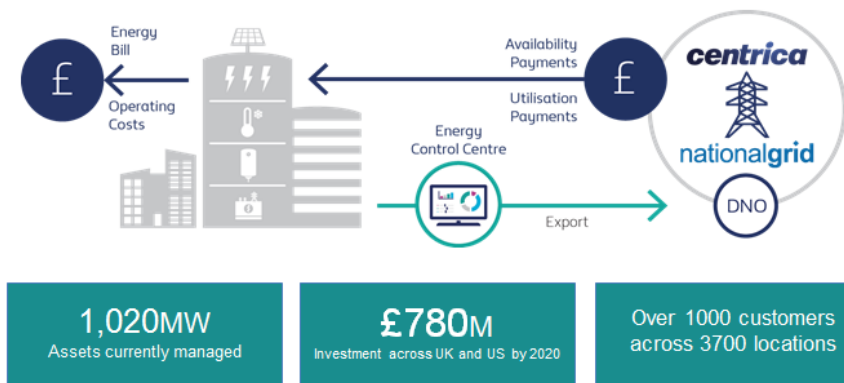 Energy
Bill
£
Operating
Costs
Availability
Payments
£
Utilisation
Payments
centrica
nationalgrid
DNO
Energy
Control Centre
Export
1,020MW
Assets currently managed
£780M
Investment across UK and US by 2020
Over 1000 customers
across 3700 locations